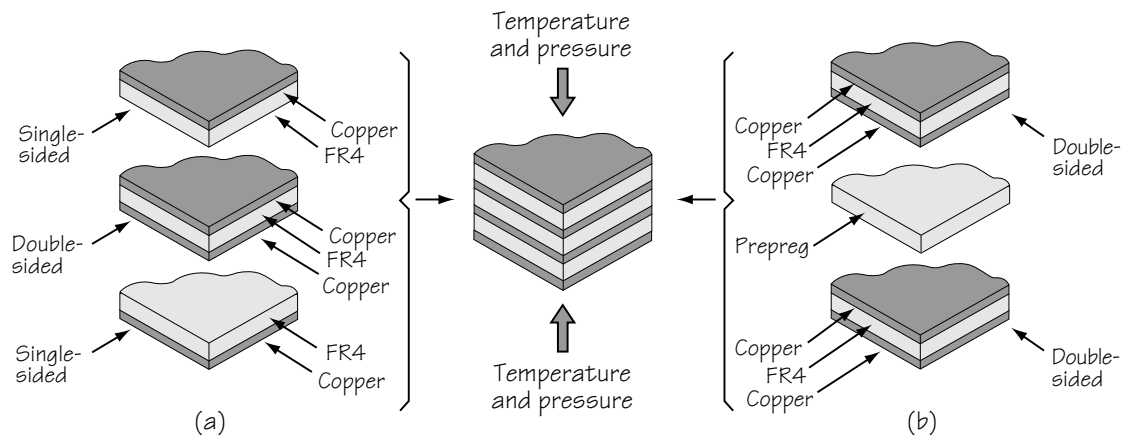 Temperature
and pressure
Single-
sided
Copper
FR4
Double-
sided
Copper
FR4
Copper
Single-
sided
FR4
Copper
(a)
Temperature
and pressure
Copper
FR4
Copper
Double-
sided
Prepreg
Copper
FR4
Copper
Double-
sided
(b)